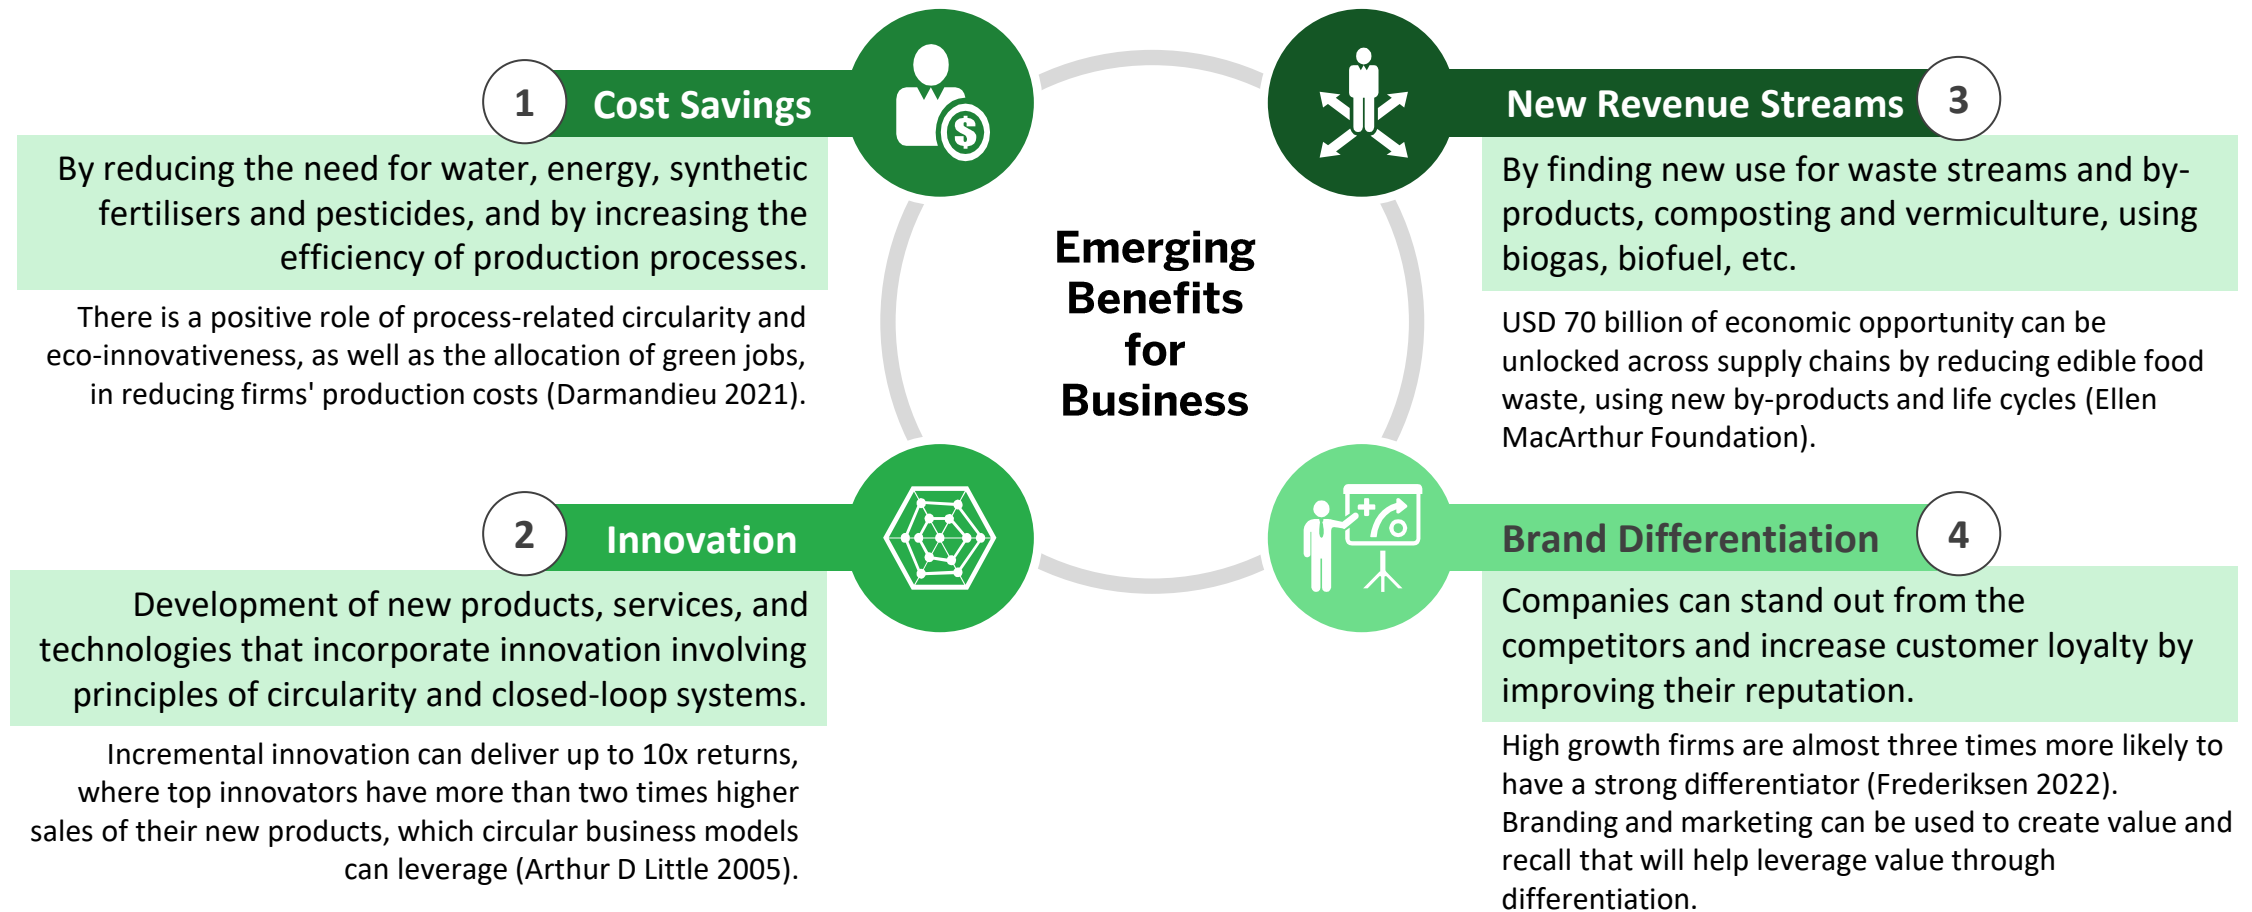 1
Cost Savings
By reducing the need for water, energy, synthetic
fertilisers and pesticides, and by increasing the
efficiency of production processes.
There is a positive role of process-related circularity and
eco-innovativeness, as well as the allocation of green jobs,
in reducing firms' production costs (Darmandieu 2021).
2
Innovation
Development of new products, services, and
technologies that incorporate innovation involving
principles of circularity and closed-loop systems.
Incremental innovation can deliver up to 10x returns,
where top innovators have more than two times higher
sales of their new products, which circular business models
can leverage (Arthur D Little 2005).
$
Emerging
Benefits
for
Business
New Revenue Streams
3
By finding new use for waste streams and by-
products, composting and vermiculture, using
biogas, biofuel, etc.
USD 70 billion of economic opportunity can be
unlocked across supply chains by reducing edible food
waste, using new by-products and life cycles (Ellen
MacArthur Foundation).
Brand Differentiation
4
Companies can stand out from the
competitors and increase customer loyalty by
improving their reputation.
High growth firms are almost three times more likely to
have a strong differentiator (Frederiksen 2022).
Branding and marketing can be used to create value and
recall that will help leverage value through
differentiation.